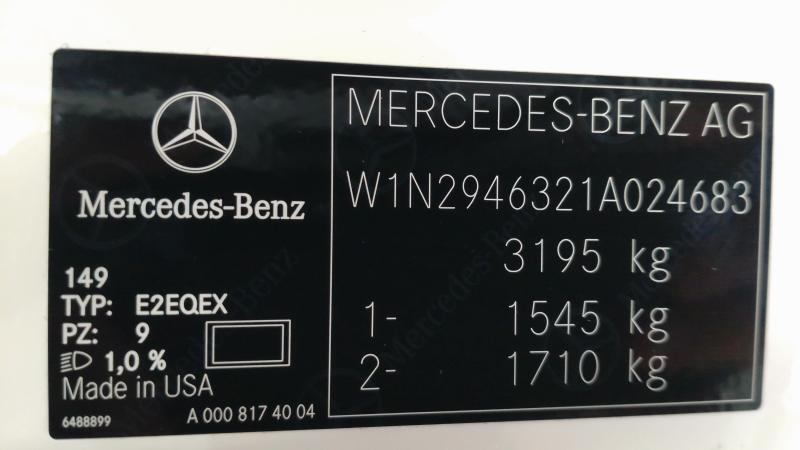 Mercedes-Benz
149
TYP: E2EQEX
PZ: 9
1,0 %
Made in USA
6488899
A 000 817 40 04
MERCEDES-BENZ AG
W1N2946321A024683
3195 kg
1- 1545 kg
2- 1710 kg